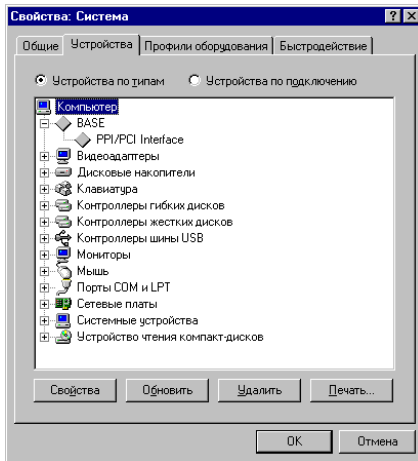 Свойства: Система
Общие Устройства Профили оборудования Быстродействие
Устройства по типам Устройства по подключению
Компьютер
BASE
PPI/PCI Interface
Видеоадаптеры
Дисковые накопители
Клавиатура
Контроллеры гибких дисков
Контроллеры жестких дисков
Контроллеры шины USB
Мониторы
Мышь
Порты COM и LPT
Сетевые платы
Системные устройства
Устройство чтения компакт-дисков
Свойства Обновить Удалить Печать...
OK Отмена